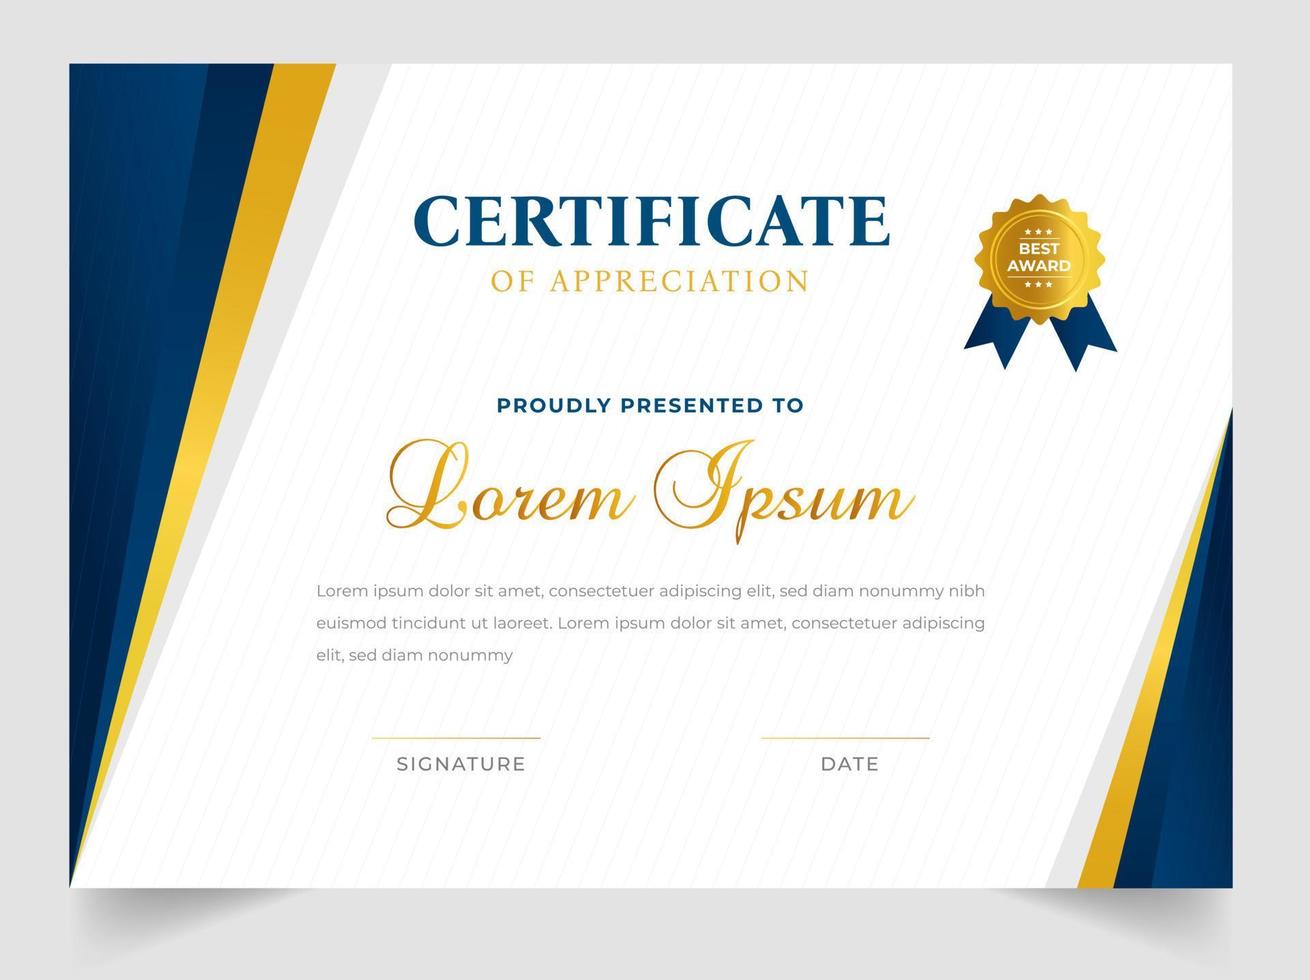 CERTIFICATE
OF APPRECIATION
BEST
AWARD
PROUDLY PRESENTED TO
Lorem Ipsum
Lorem ipsum dolor sit amet, consectetuer adipiscing elit, sed diam nonummy nibh
euismod tincidunt ut laoreet. Lorem ipsum dolor sit amet, consectetuer adipiscing
elit, sed diam nonummy
SIGNATURE
DATE